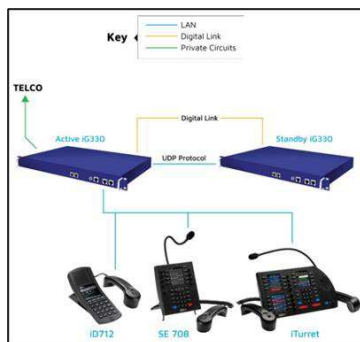 Key
LAN
Digital Link
Private Circuits
TELCO
Digital Link
Active iG330
Standby iG330
UDP Protocol
iD712
SE 708
iTurret